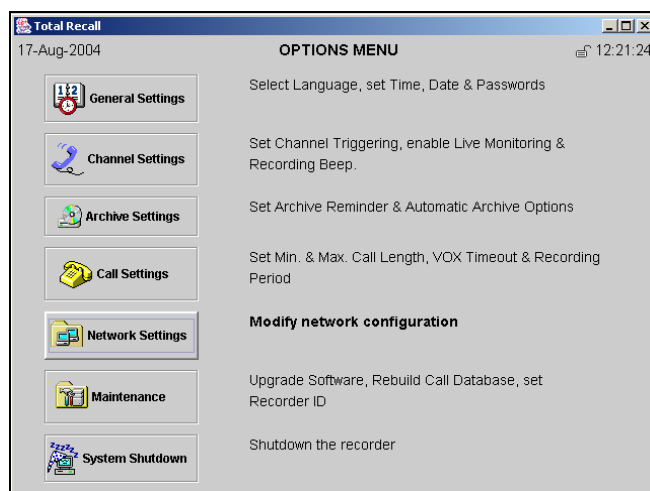 Total Recall
17-Aug-2004 OPTIONS MENU 12:21:24
General Settings Select Language, set Time, Date & Passwords
Channel Settings Set Channel Triggering, enable Live Monitoring &
Recording Beep.
Archive Settings Set Archive Reminder & Automatic Archive Options
Call Settings Set Min. & Max. Call Length, VOX Timeout & Recording
Period
Network Settings Modify network configuration
Maintenance Upgrade Software, Rebuild Call Database, set
Recorder ID
System Shutdown Shutdown the recorder